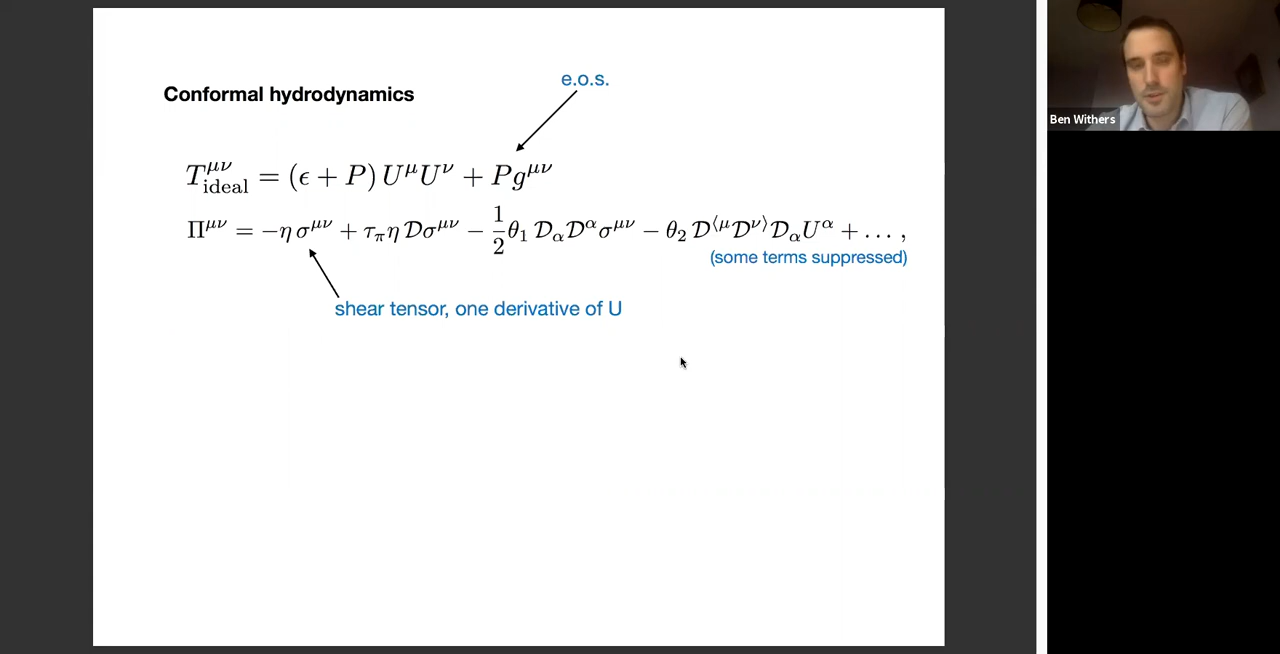 e.o.s.
Conformal hydrodynamics
T^{μν}_{ideal} = (ϵ + P) U^μ U^ν + P g^{μν}
Π^{μν} = −η σ^{μν} + τ_π η 𝒟σ^{μν} − \frac{1}{2} θ_1 𝒟_α 𝒟^α σ^{μν} − θ_2 𝒟^{⟨μ} 𝒟^{ν⟩} 𝒟_α U^α + … ,
(some terms suppressed)
shear tensor, one derivative of U
Ben Withers